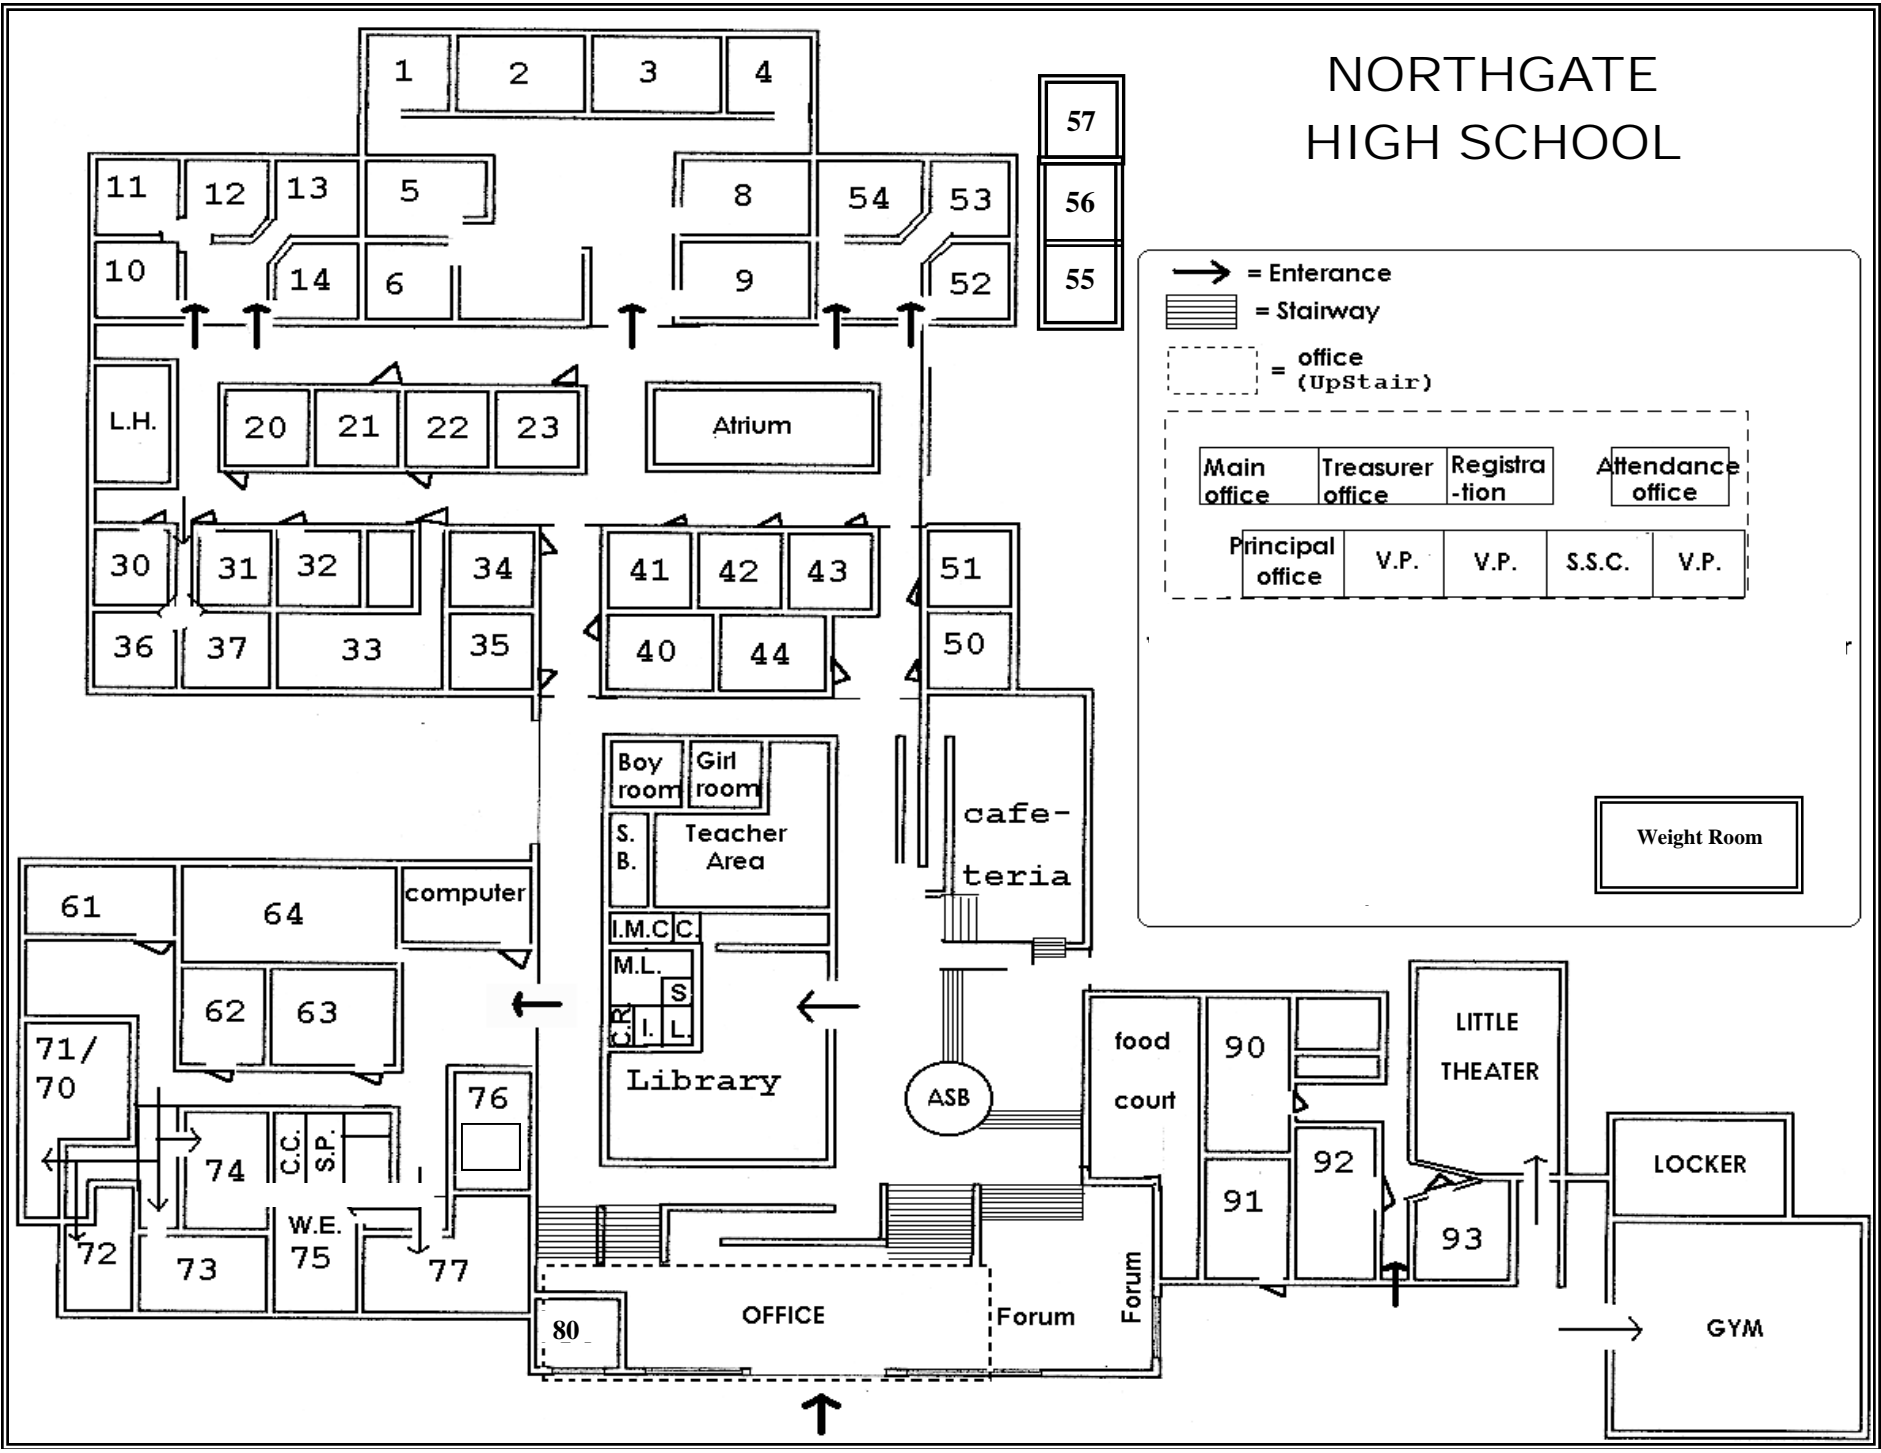 NORTHGATE
HIGH SCHOOL
1
2
3
4
57
56
55
11
12
13
5
8
54
53
10
14
6
9
52
= Enterance
= Stairway
= office
(UpStair)
Main
office
Treasurer
office
Registra
-tion
Attendance
office
Principal
office
V.P.
V.P.
S.S.C.
V.P.
Weight Room
L.H.
20
21
22
23
Atrium
30
31
32
34
41
42
43
51
36
37
33
35
40
44
50
Boy
room
Girl
room
S.
B.
Teacher
Area
cafe-
teria
I.M.C
C.
M.L.
S
C.R.
I.
L.
Library
61
64
computer
62
63
71/
70
76
74
C.C.
S.P.
W.E.
75
72
73
77
ASB
food
court
90
91
92
93
LITTLE
THEATER
LOCKER
GYM
80
OFFICE
Forum
Forum